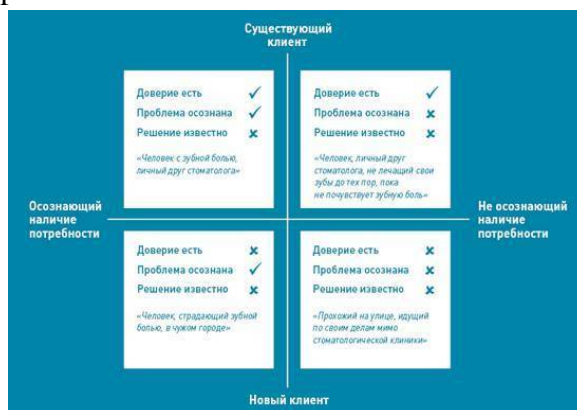 Существующий
клиент
Доверие есть ✓
Проблема осознана ✓
Решение известно ✗
«Человек с зубной болью,
личный друг стоматолога»
Доверие есть ✓
Проблема осознана ✗
Решение известно ✗
«Человек, личный друг
стоматолога, не лечащий свои
зубы до тех пор, пока
не почувствует зубную боль»
Осознающий
наличие
потребности
Не осознающий
наличие
потребности
Доверие есть ✗
Проблема осознана ✓
Решение известно ✗
«Человек, страдающий зубной
болью, в чужом городе»
Доверие есть ✗
Проблема осознана ✗
Решение известно ✗
«Прохожий на улице, идущий
по своим делам мимо
стоматологической клиники»
Новый клиент